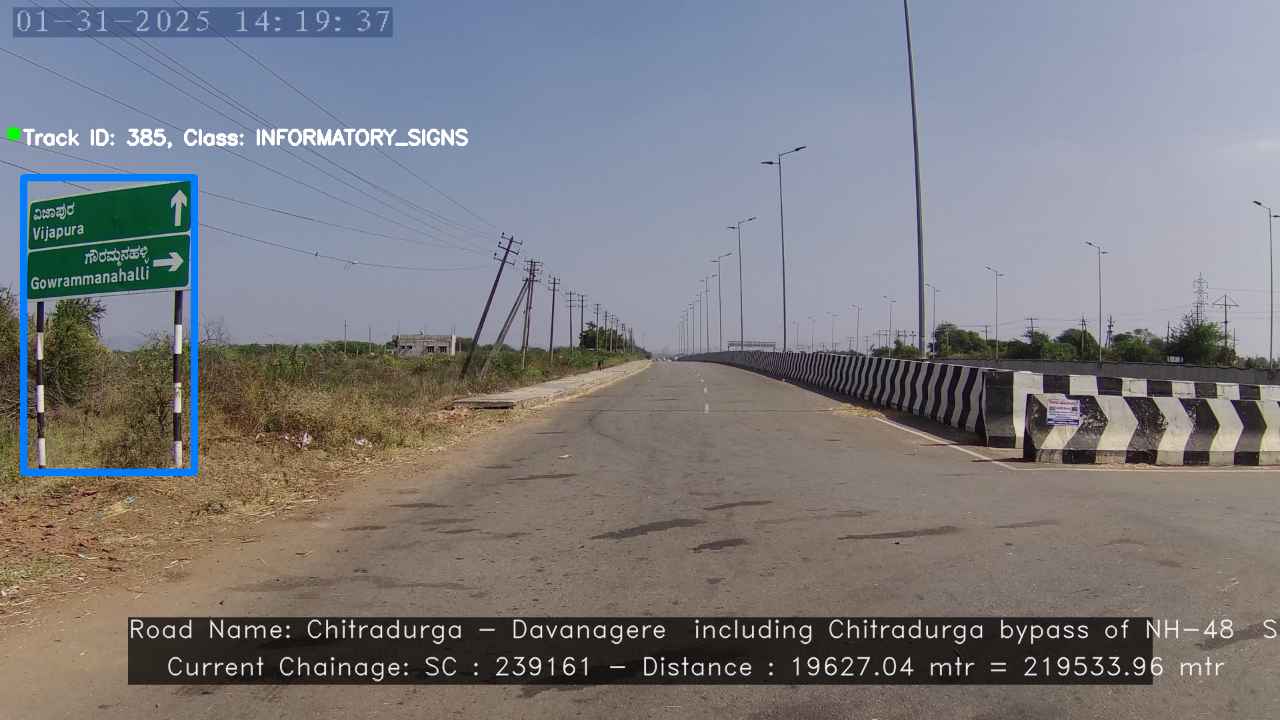 01-31-2025 14:19:37
Track ID: 385, Class: INFORMATORY_SIGNS
ವಿಜಾಪುರ
Vijapura
ಗೌರಮ್ಮನಹಳ್ಳಿ
Gowrammanahalli
Road Name: Chitradurga - Davanagere including Chitradurga bypass of NH-48 S
Current Chainage: SC : 239161 - Distance : 19627.04 mtr = 219533.96 mtr